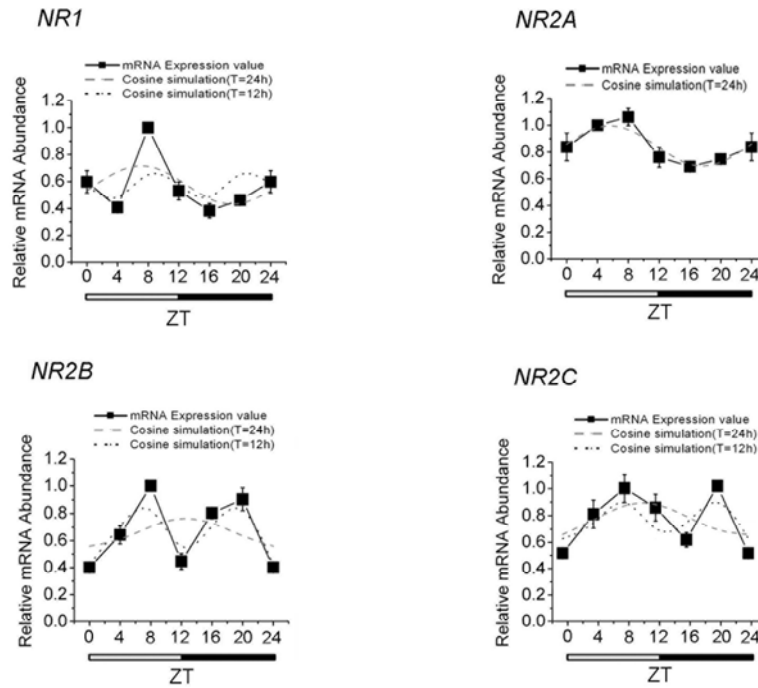 NR1
mRNA Expression value
Cosine simulation(T=24h)
Cosine simulation(T=12h)
Relative mRNA Abundance
1.2
1.0
0.8
0.6
0.4
0.2
0.0
0 4 8 12 16 20 24
ZT
NR2A
mRNA Expression value
Cosine simulation(T=24h)
Relative mRNA Abundance
1.2
1.0
0.8
0.6
0.4
0.2
0.0
0 4 8 12 16 20 24
ZT
NR2B
mRNA Expression value
Cosine simulation(T=24h)
Cosine simulation(T=12h)
Relative mRNA Abundance
1.2
1.0
0.8
0.6
0.4
0.2
0.0
0 4 8 12 16 20 24
ZT
NR2C
mRNA Expression value
Cosine simulation(T=24h)
Cosine simulation(T=12h)
Relative mRNA Abundance
1.2
1.0
0.8
0.6
0.4
0.2
0.0
0 4 8 12 16 20 24
ZT